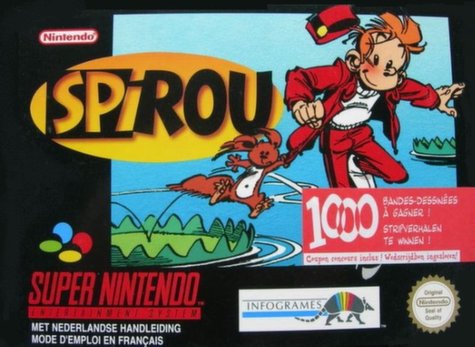 Nintendo
SPIROU
1000
BANDES-DESSINÉES
À GAGNER !
STRIPVERHALEN
TE WINNEN !
Coupon concours inclus ! Wedstrijdbon ingesloten !
SUPER NINTENDO
ENTERTAINMENT SYSTEM
MET NEDERLANDSE HANDLEIDING
MODE D'EMPLOI EN FRANÇAIS
INFOGRAMES
Original
Nintendo
Seal of
Quality